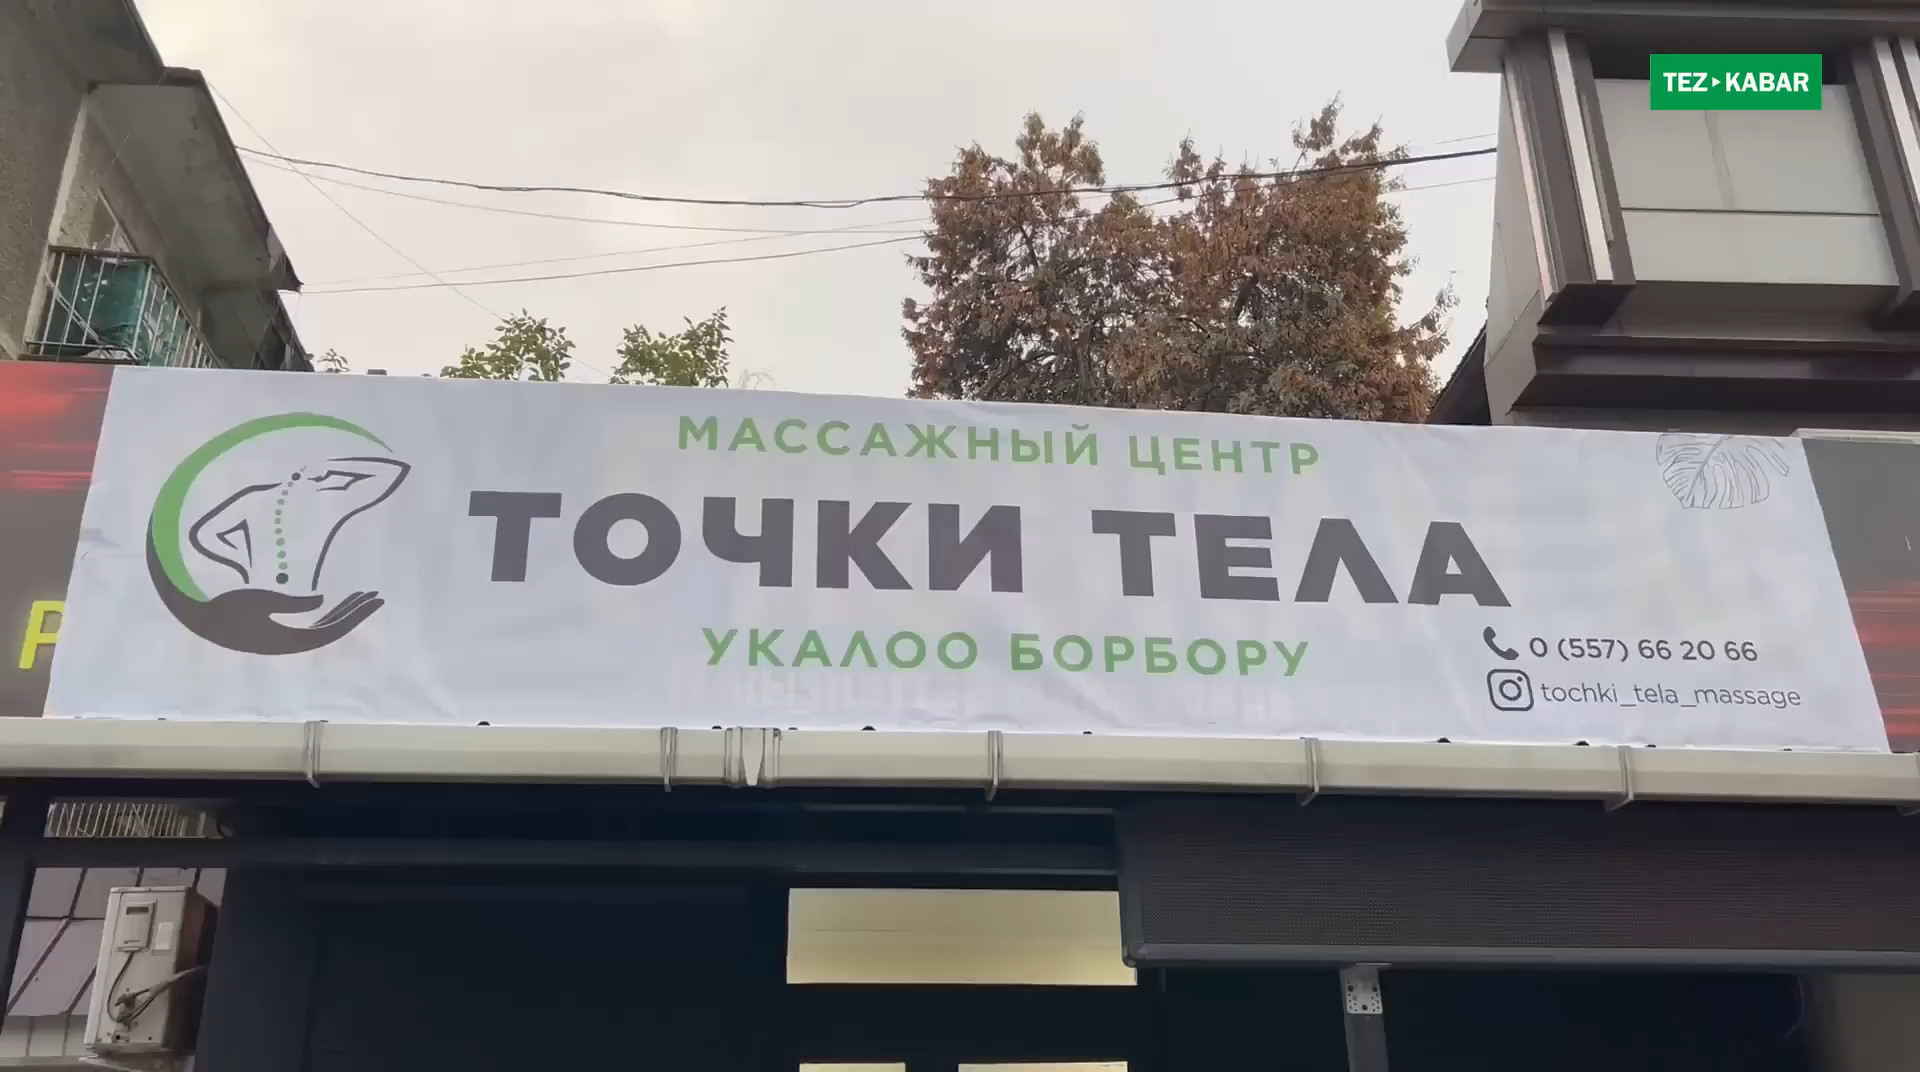 TEZ KABAR
МАССАЖНЫЙ ЦЕНТР
ТОЧКИ ТЕЛА
УКАЛОО БОРБОРУ
0 (557) 66 20 66
tochki_tela_massage